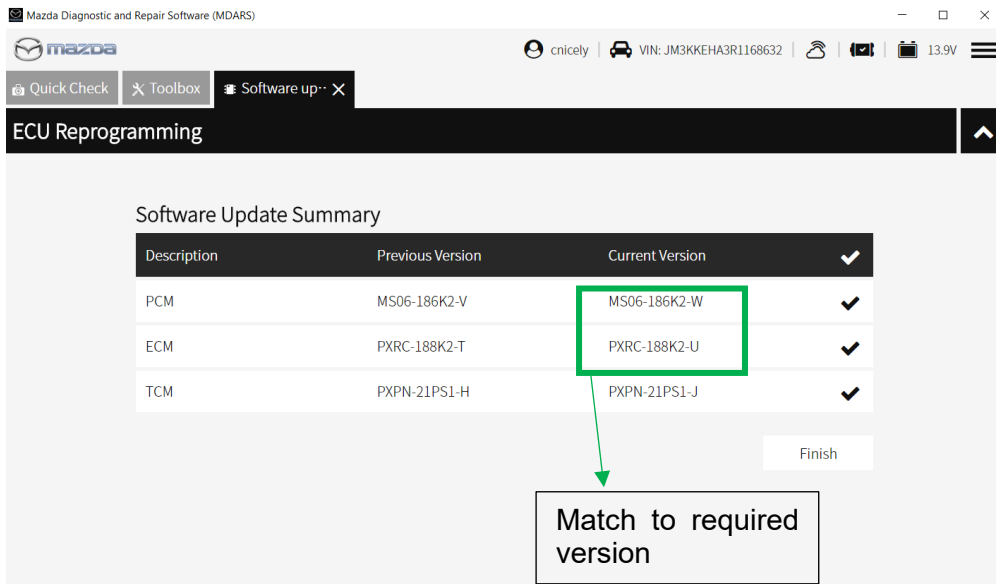 Mazda Diagnostic and Repair Software (MDARS)
mazda cnicely VIN: JM3KKEHA3R1168632 13.9V
Quick Check Toolbox Software up··
ECU Reprogramming
Software Update Summary
Description Previous Version Current Version
PCM MS06-186K2-V MS06-186K2-W
ECM PXRC-188K2-T PXRC-188K2-U
TCM PXPN-21PS1-H PXPN-21PS1-J
Finish
Match to required
version